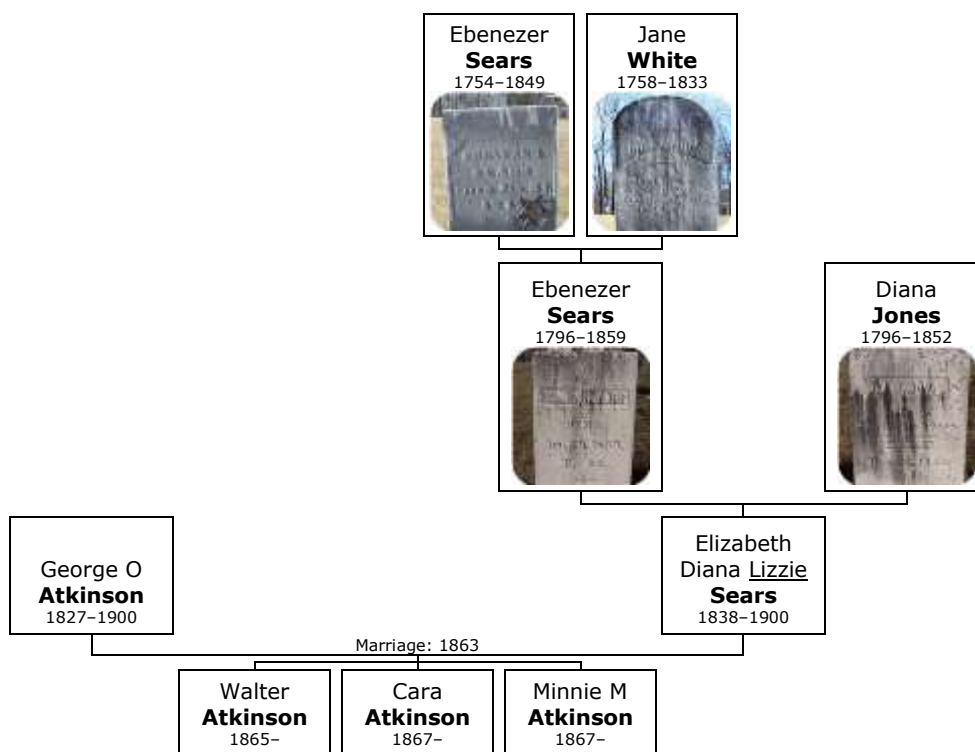 Ebenezer
Sears
1754–1849
Jane
White
1758–1833
Ebenezer
Sears
1796–1859
Diana
Jones
1796–1852
George O
Atkinson
1827–1900
Elizabeth
Diana Lizzie
Sears
1838–1900
Marriage: 1863
Walter
Atkinson
1865–
Cara
Atkinson
1867–
Minnie M
Atkinson
1867–